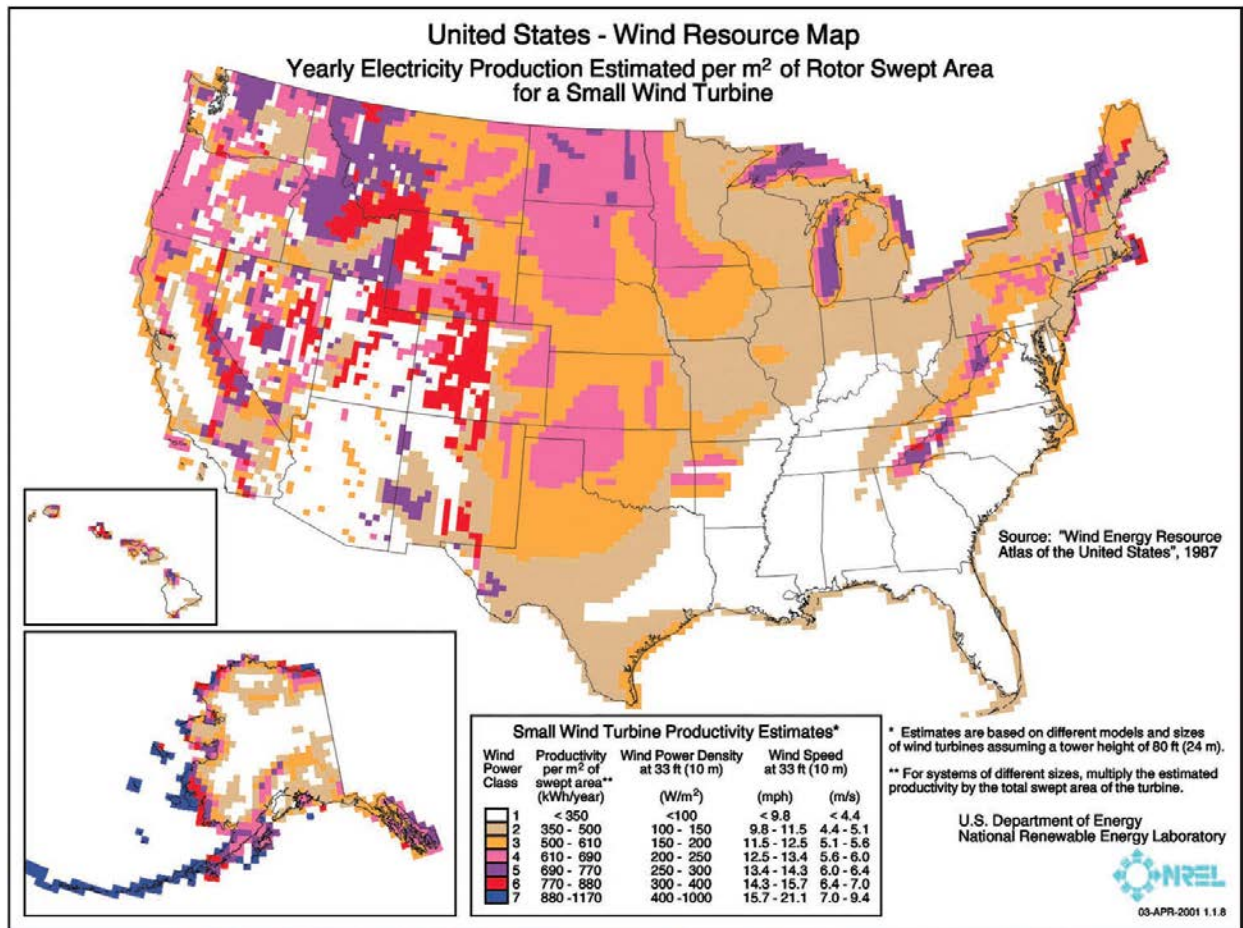 United States - Wind Resource Map
Yearly Electricity Production Estimated per m² of Rotor Swept Area
for a Small Wind Turbine
Source: "Wind Energy Resource
Atlas of the United States", 1987
Small Wind Turbine Productivity Estimates*
Wind Power Class Productivity per m² of swept area** (kWh/year) Wind Power Density at 33 ft (10 m) (W/m²) Wind Speed at 33 ft (10 m) (mph) (m/s)
1 < 350 <100 < 9.8 < 4.4
2 350 - 500 100 - 150 9.8 - 11.5 4.4 - 5.1
3 500 - 610 150 - 200 11.5 - 12.5 5.1 - 5.6
4 610 - 690 200 - 250 12.5 - 13.4 5.6 - 6.0
5 690 - 770 250 - 300 13.4 - 14.3 6.0 - 6.4
6 770 - 880 300 - 400 14.3 - 15.7 6.4 - 7.0
7 880 -1170 400 -1000 15.7 - 21.1 7.0 - 9.4
* Estimates are based on different models and sizes
of wind turbines assuming a tower height of 80 ft (24 m).
** For systems of different sizes, multiply the estimated
productivity by the total swept area of the turbine.
U.S. Department of Energy
National Renewable Energy Laboratory
NREL
03-APR-2001 1.1.8